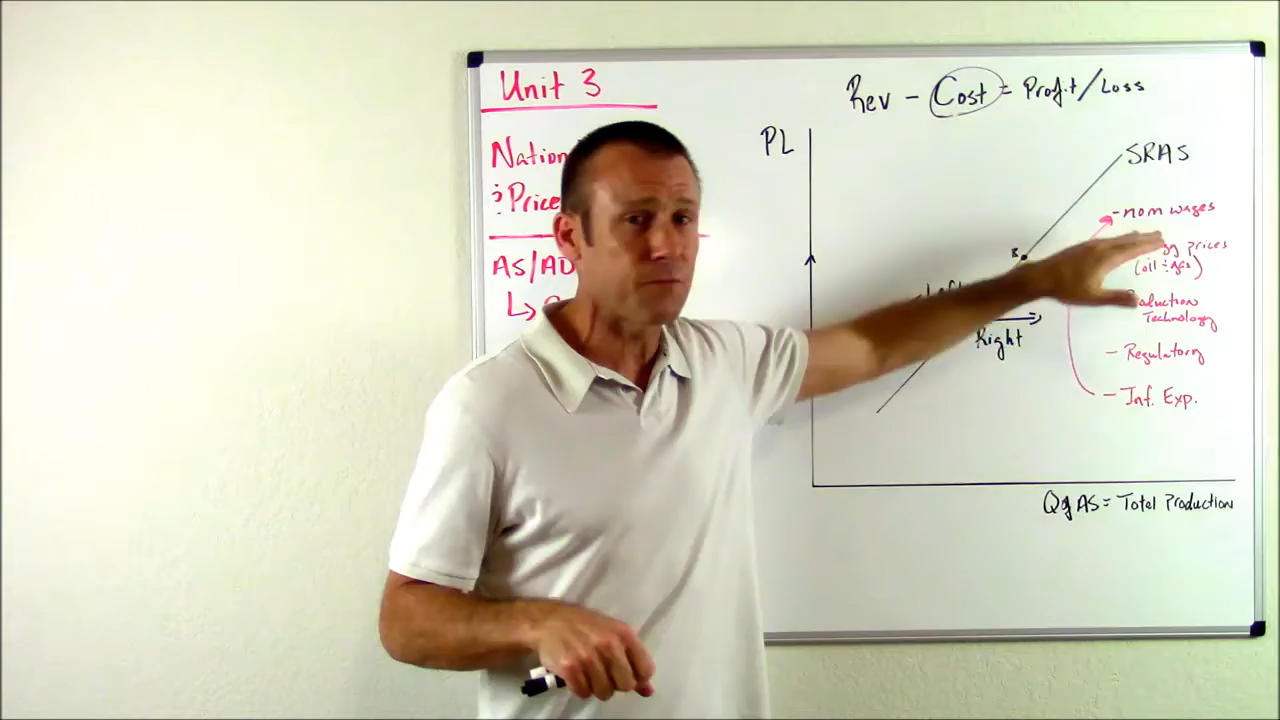 Unit 3
Rev - Cost = Profit/Loss
PL
SRAS
Price
AS/AD
- nom wages
prices
(oil & gas)
Technology
- Regulatory
- Inf. Exp.
B
Right
Q of AS = Total Production